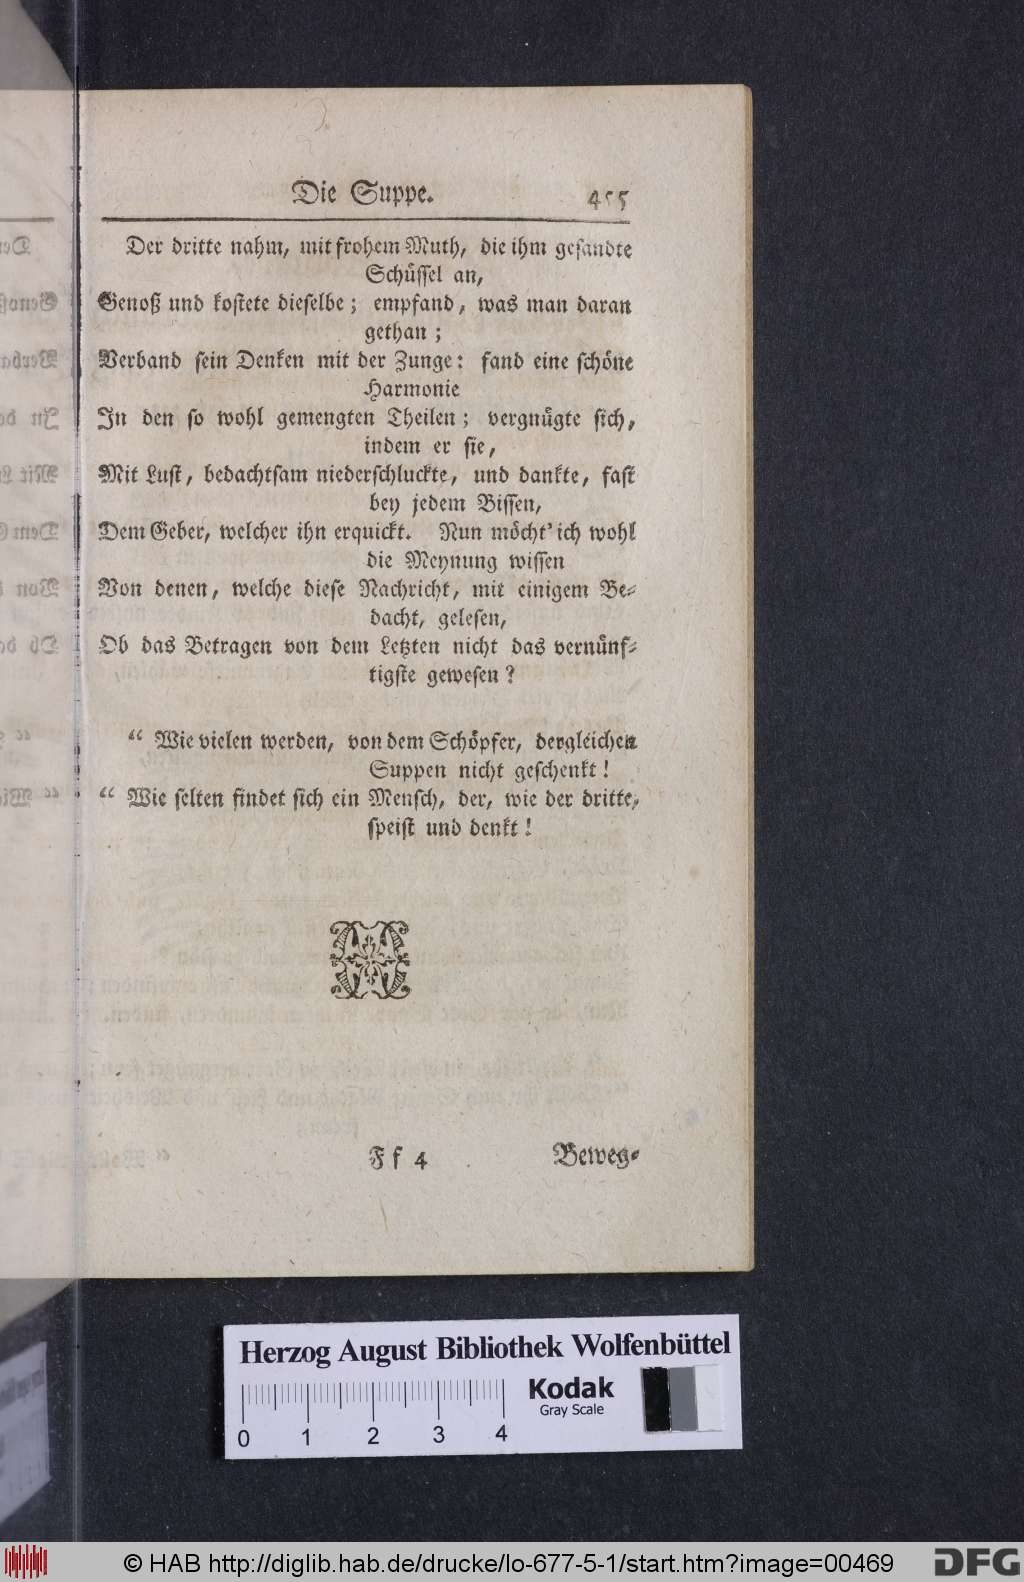 Die Suppe. 455
Der dritte nahm, mit frohem Muth, die ihm gesandte
Schüssel an,
Genoß und kostete dieselbe; empfand, was man daran
gethan;
Verband sein Denken mit der Zunge: fand eine schöne
Harmonie
In den so wohl gemengten Theilen; vergnügte sich,
indem er sie,
Mit Lust, bedachtsam niederschluckte, und dankte, fast
bey jedem Bissen,
Dem Geber, welcher ihn erquickt. Nun möcht' ich wohl
die Meynung wissen
Von denen, welche diese Nachricht, mit einigem Be-
dacht, gelesen,
Ob das Betragen von dem Letzten nicht das vernünf-
tigste gewesen?
“ Wie vielen werden, von dem Schöpfer, dergleichen
Suppen nicht geschenkt!
“ Wie selten findet sich ein Mensch, der, wie der dritte,
speist und denkt!
Ff 4 Beweg-
Herzog August Bibliothek Wolfenbüttel
Kodak
Gray Scale
0 1 2 3 4
© HAB http://diglib.hab.de/drucke/lo-677-5-1/start.htm?image=00469
DFG